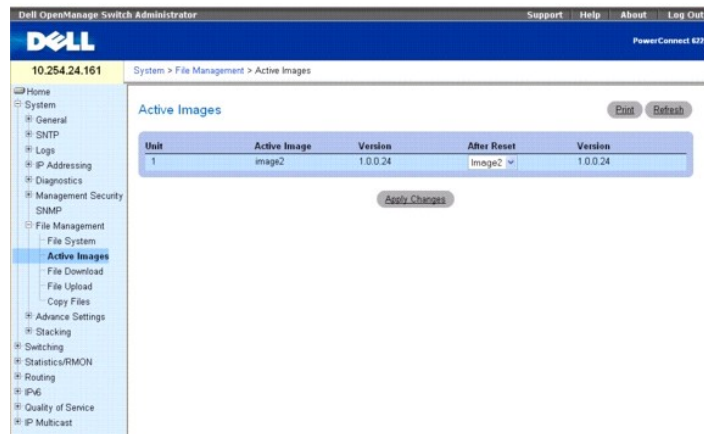 Dell OpenManage Switch Administrator
Support Help About Log Out
DELL
PowerConnect 622
10.254.24.161
System > File Management > Active Images
Home
System
General
SNTP
Logs
IP Addressing
Diagnostics
Management Security
SNMP
File Management
File System
Active Images
File Download
File Upload
Copy Files
Advance Settings
Stacking
Switching
Statistics/RMON
Routing
IPv6
Quality of Service
IP Multicast
Active Images
Print Refresh
Unit Active Image Version After Reset Version
1 image2 1.0.0.24 Image2 1.0.0.24
Apply Changes